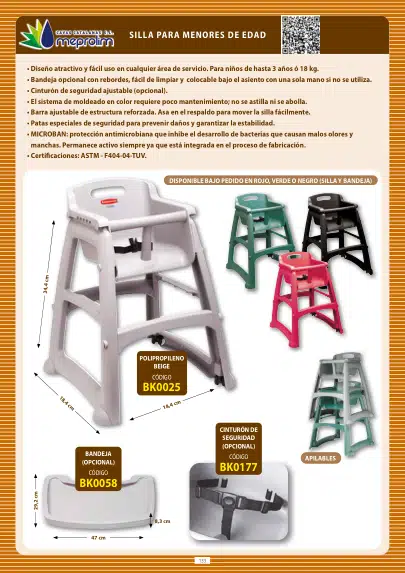 CAYAS CATALANAS S.L.
meprolim
SILLA PARA MENORES DE EDAD
• Diseño atractivo y fácil uso en cualquier área de servicio. Para niños de hasta 3 años ó 18 kg.
• Bandeja opcional con rebordes, fácil de limpiar y colocable bajo el asiento con una sola mano si no se utiliza.
• Cinturón de seguridad ajustable (opcional).
• El sistema de moldeado en color requiere poco mantenimiento; no se astilla ni se abolla.
• Barra ajustable de estructura reforzada. Asa en el respaldo para mover la silla fácilmente.
• Patas especiales de seguridad para prevenir daños y garantizar la estabilidad.
• MICROBAN: protección antimicrobiana que inhibe el desarrollo de bacterias que causan malos olores y
manchas. Permanece activo siempre ya que está integrada en el proceso de fabricación.
• Certificaciones: ASTM - F404-04-TUV.
DISPONIBLE BAJO PEDIDO EN ROJO, VERDE O NEGRO (SILLA Y BANDEJA)
34,4 cm
18,4 cm
16,4 cm
POLIPROPILENO
BEIGE
CÓDIGO
BK0025
APILABLES
BANDEJA
(OPCIONAL)
CÓDIGO
BK0058
29,2 cm
8,3 cm
47 cm
CINTURÓN DE
SEGURIDAD
(OPCIONAL)
CÓDIGO
BK0177